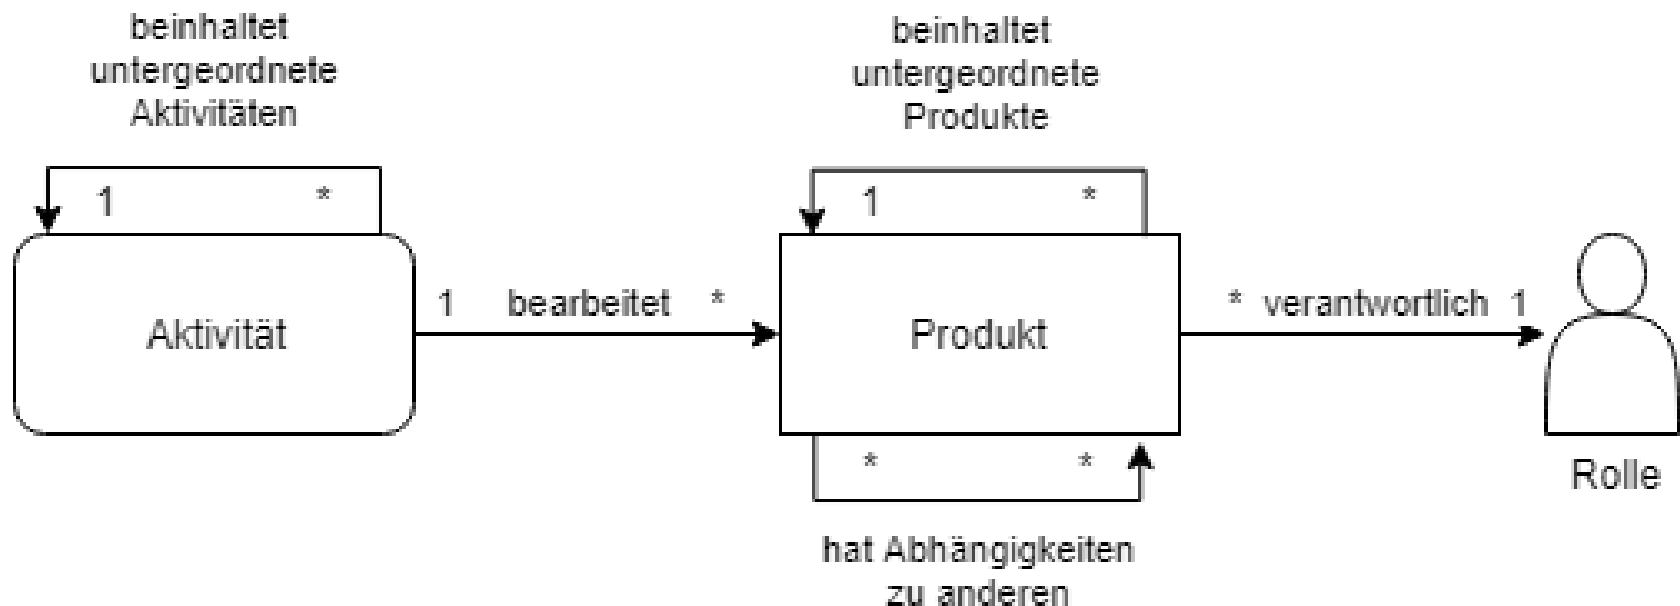 beinhaltet
untergeordnete
Aktivitäten
1 *
Aktivität
1 bearbeitet *
beinhaltet
untergeordnete
Produkte
1 *
Produkt
* *
hat Abhängigkeiten
zu anderen
* verantwortlich 1
Rolle